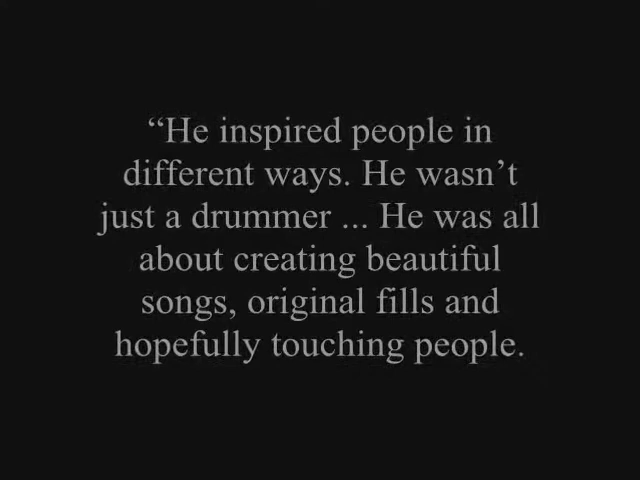 “He inspired people in
different ways. He wasn’t
just a drummer ... He was all
about creating beautiful
songs, original fills and
hopefully touching people.